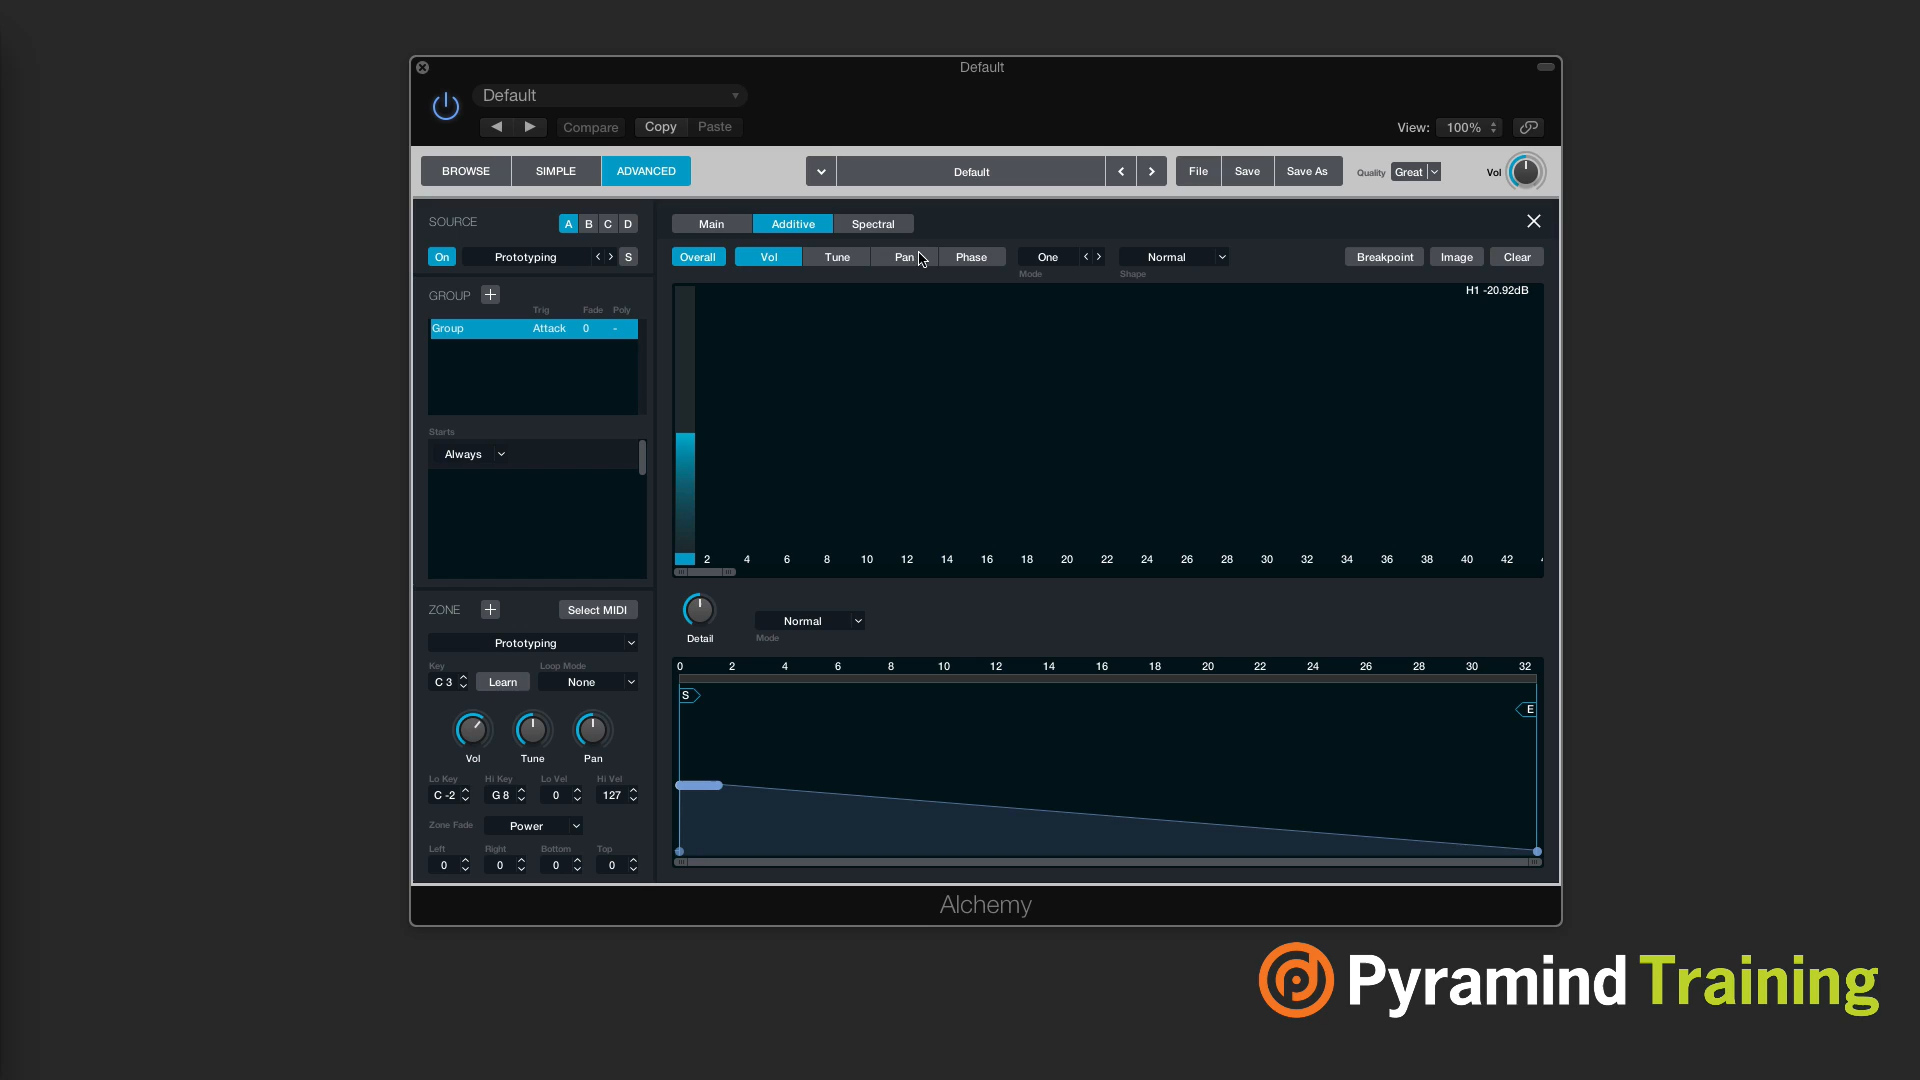 Default
Default
Compare Copy Paste View: 100%
BROWSE SIMPLE ADVANCED Default File Save Save As Quality Great Vol
SOURCE A B C D Main Additive Spectral
On Prototyping S Overall Vol Tune Pan Phase One Normal Breakpoint Image Clear
Mode Shape
GROUP H1 -20.92dB
Trig Fade Poly
Group Attack 0 -
Starts
Always
2 4 6 8 10 12 14 16 18 20 22 24 26 28 30 32 34 36 38 40 42
ZONE Select MIDI
Normal
Detail Mode
Prototyping
Key Loop Mode 0 2 4 6 8 10 12 14 16 18 20 22 24 26 28 30 32
C 3 Learn None
S
E
Vol Tune Pan
Lo Key Hi Key Lo Vel Hi Vel
C -2 G 8 0 127
Zone Fade Power
Left Right Bottom Top
0 0 0 0
Alchemy
Pyramind Training